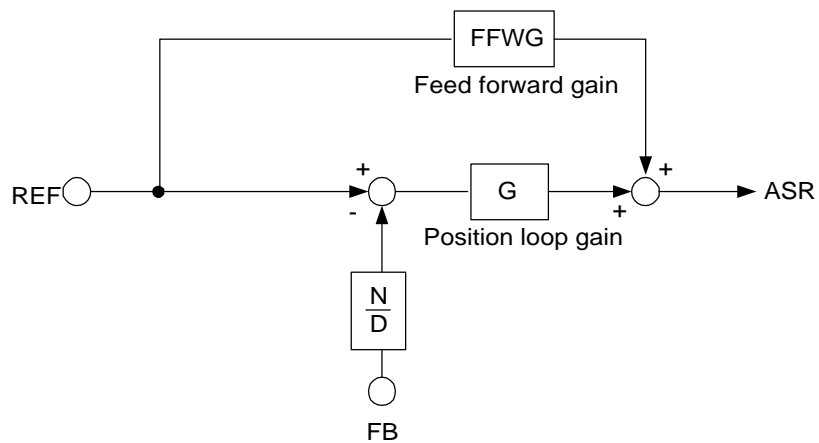 FFWG
Feed forward gain
+
+
REF
G
ASR
-
+
Position loop gain
N
D
FB